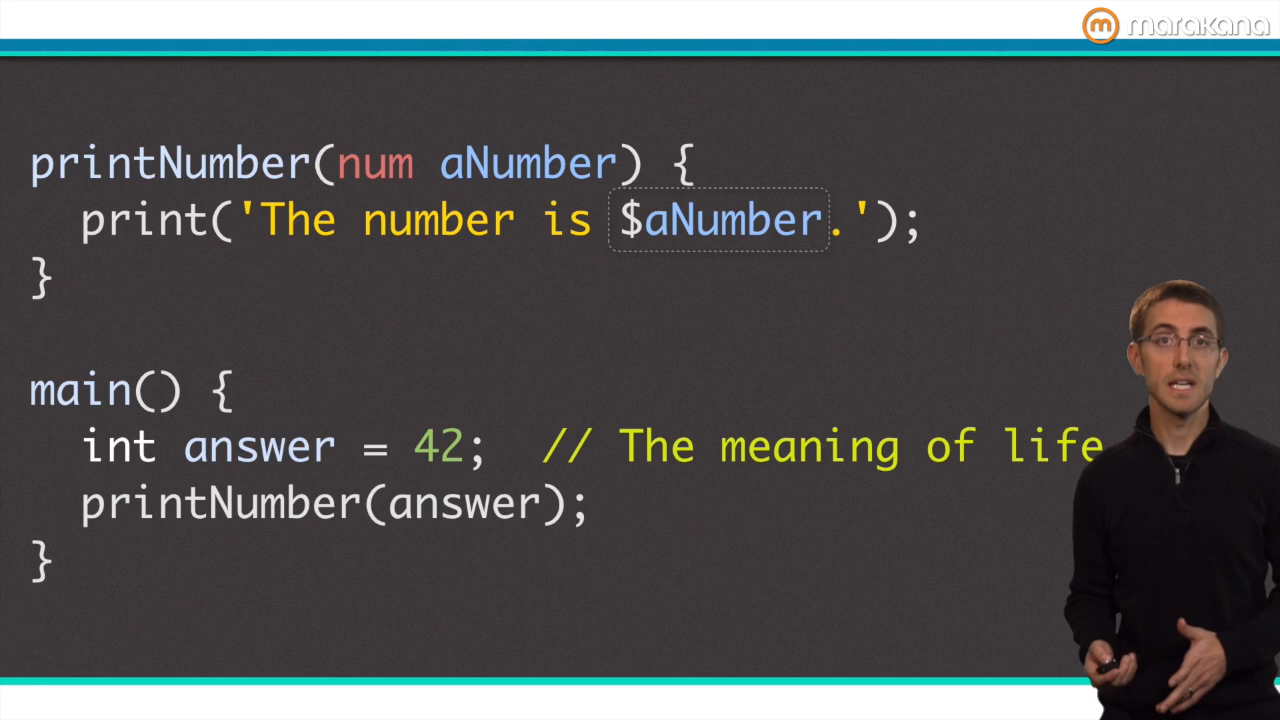 marakana
printNumber(num aNumber) {
print('The number is $aNumber.');
}
main() {
int answer = 42; // The meaning of life
printNumber(answer);
}